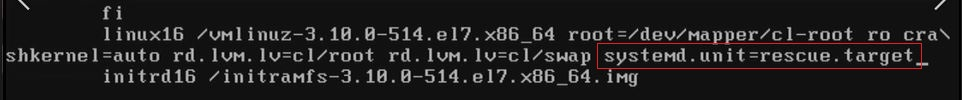 fi
linux16 /vmlinuz-3.10.0-514.el7.x86_64 root=/dev/mapper/cl-root ro cra\
shkernel=auto rd.lvm.lv=cl/root rd.lvm.lv=cl/swap systemd.unit=rescue.target_
initrd16 /initramfs-3.10.0-514.el7.x86_64.img